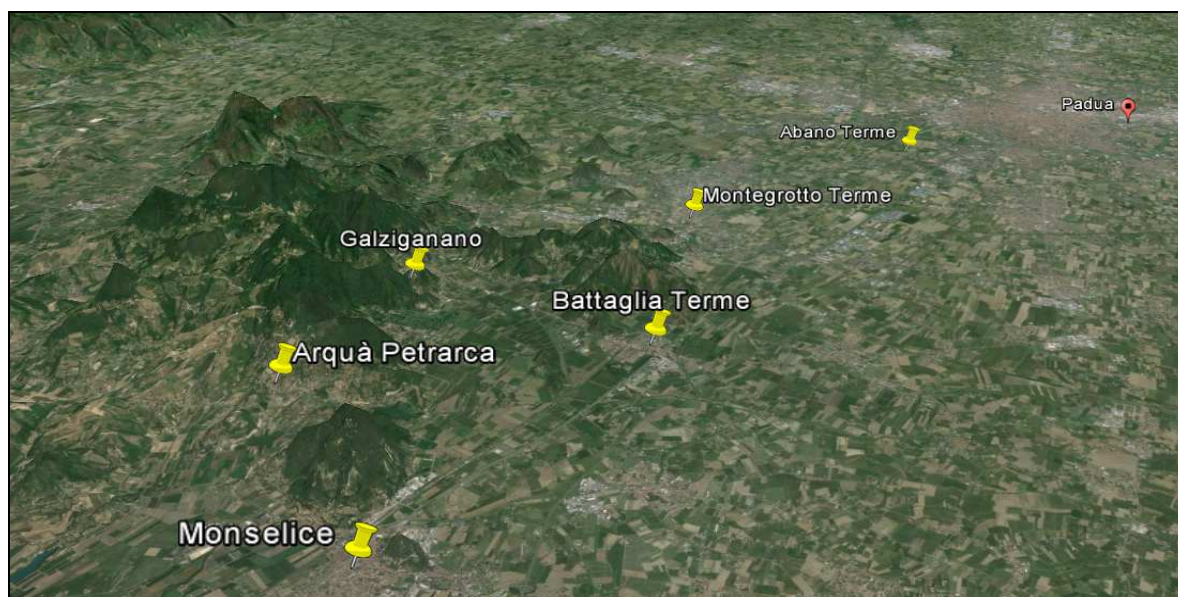 Padua
Abano Terme
Montegrotto Terme
Galziganano
Battaglia Terme
Arquà Petrarca
Monselice